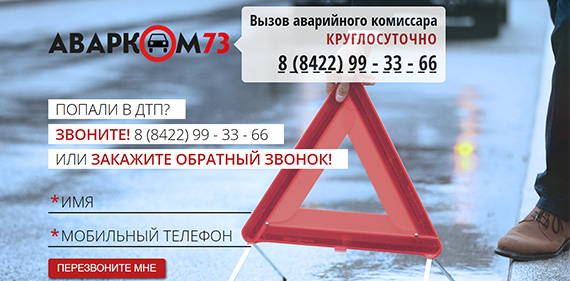 АВАРКОМ73
Вызов аварийного комиссара
КРУГЛОСУТОЧНО
8 (8422) 99 - 33 - 66
ПОПАЛИ В ДТП?
ЗВОНИТЕ! 8 (8422) 99 - 33 - 66
ИЛИ ЗАКАЖИТЕ ОБРАТНЫЙ ЗВОНОК!
*ИМЯ
*МОБИЛЬНЫЙ ТЕЛЕФОН
ПЕРЕЗВОНИТЕ МНЕ